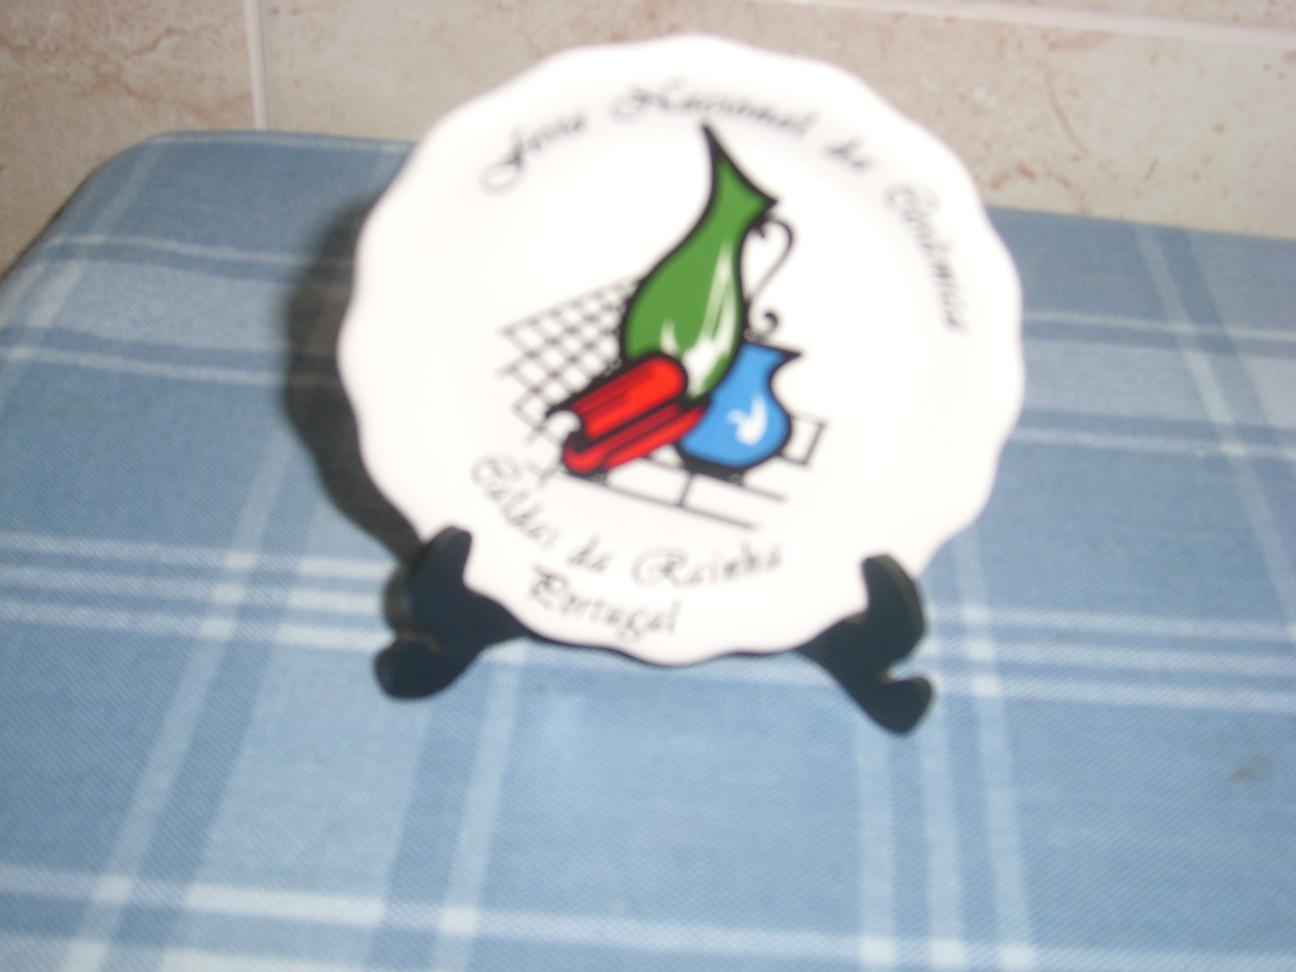 Feira Nacional de Cerâmica
Caldas da Rainha
Portugal